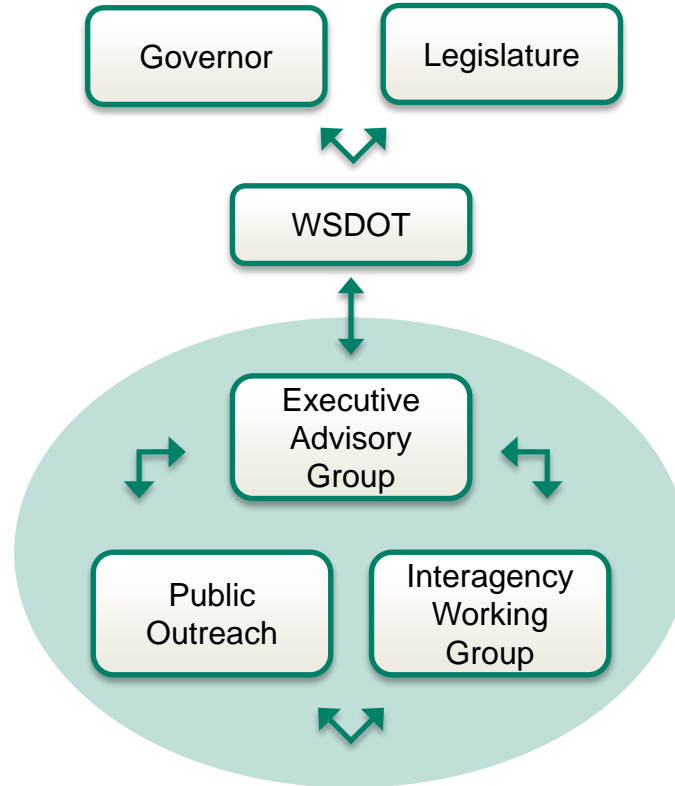 Governor
Legislature
WSDOT
Executive
Advisory
Group
Public
Outreach
Interagency
Working
Group